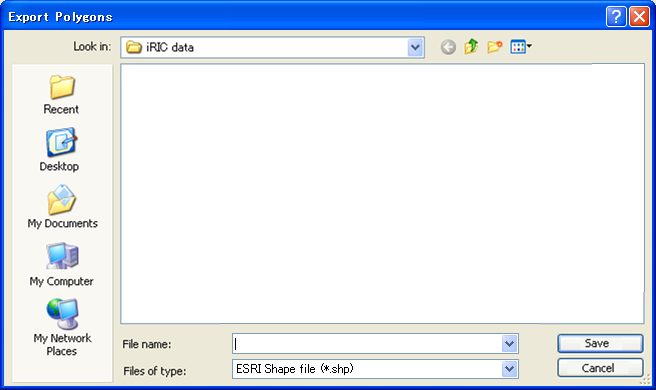 Export Polygons
Look in:
iRIC data
Recent
Desktop
My Documents
My Computer
My Network
Places
File name:
Save
Files of type:
ESRI Shape file (*.shp)
Cancel